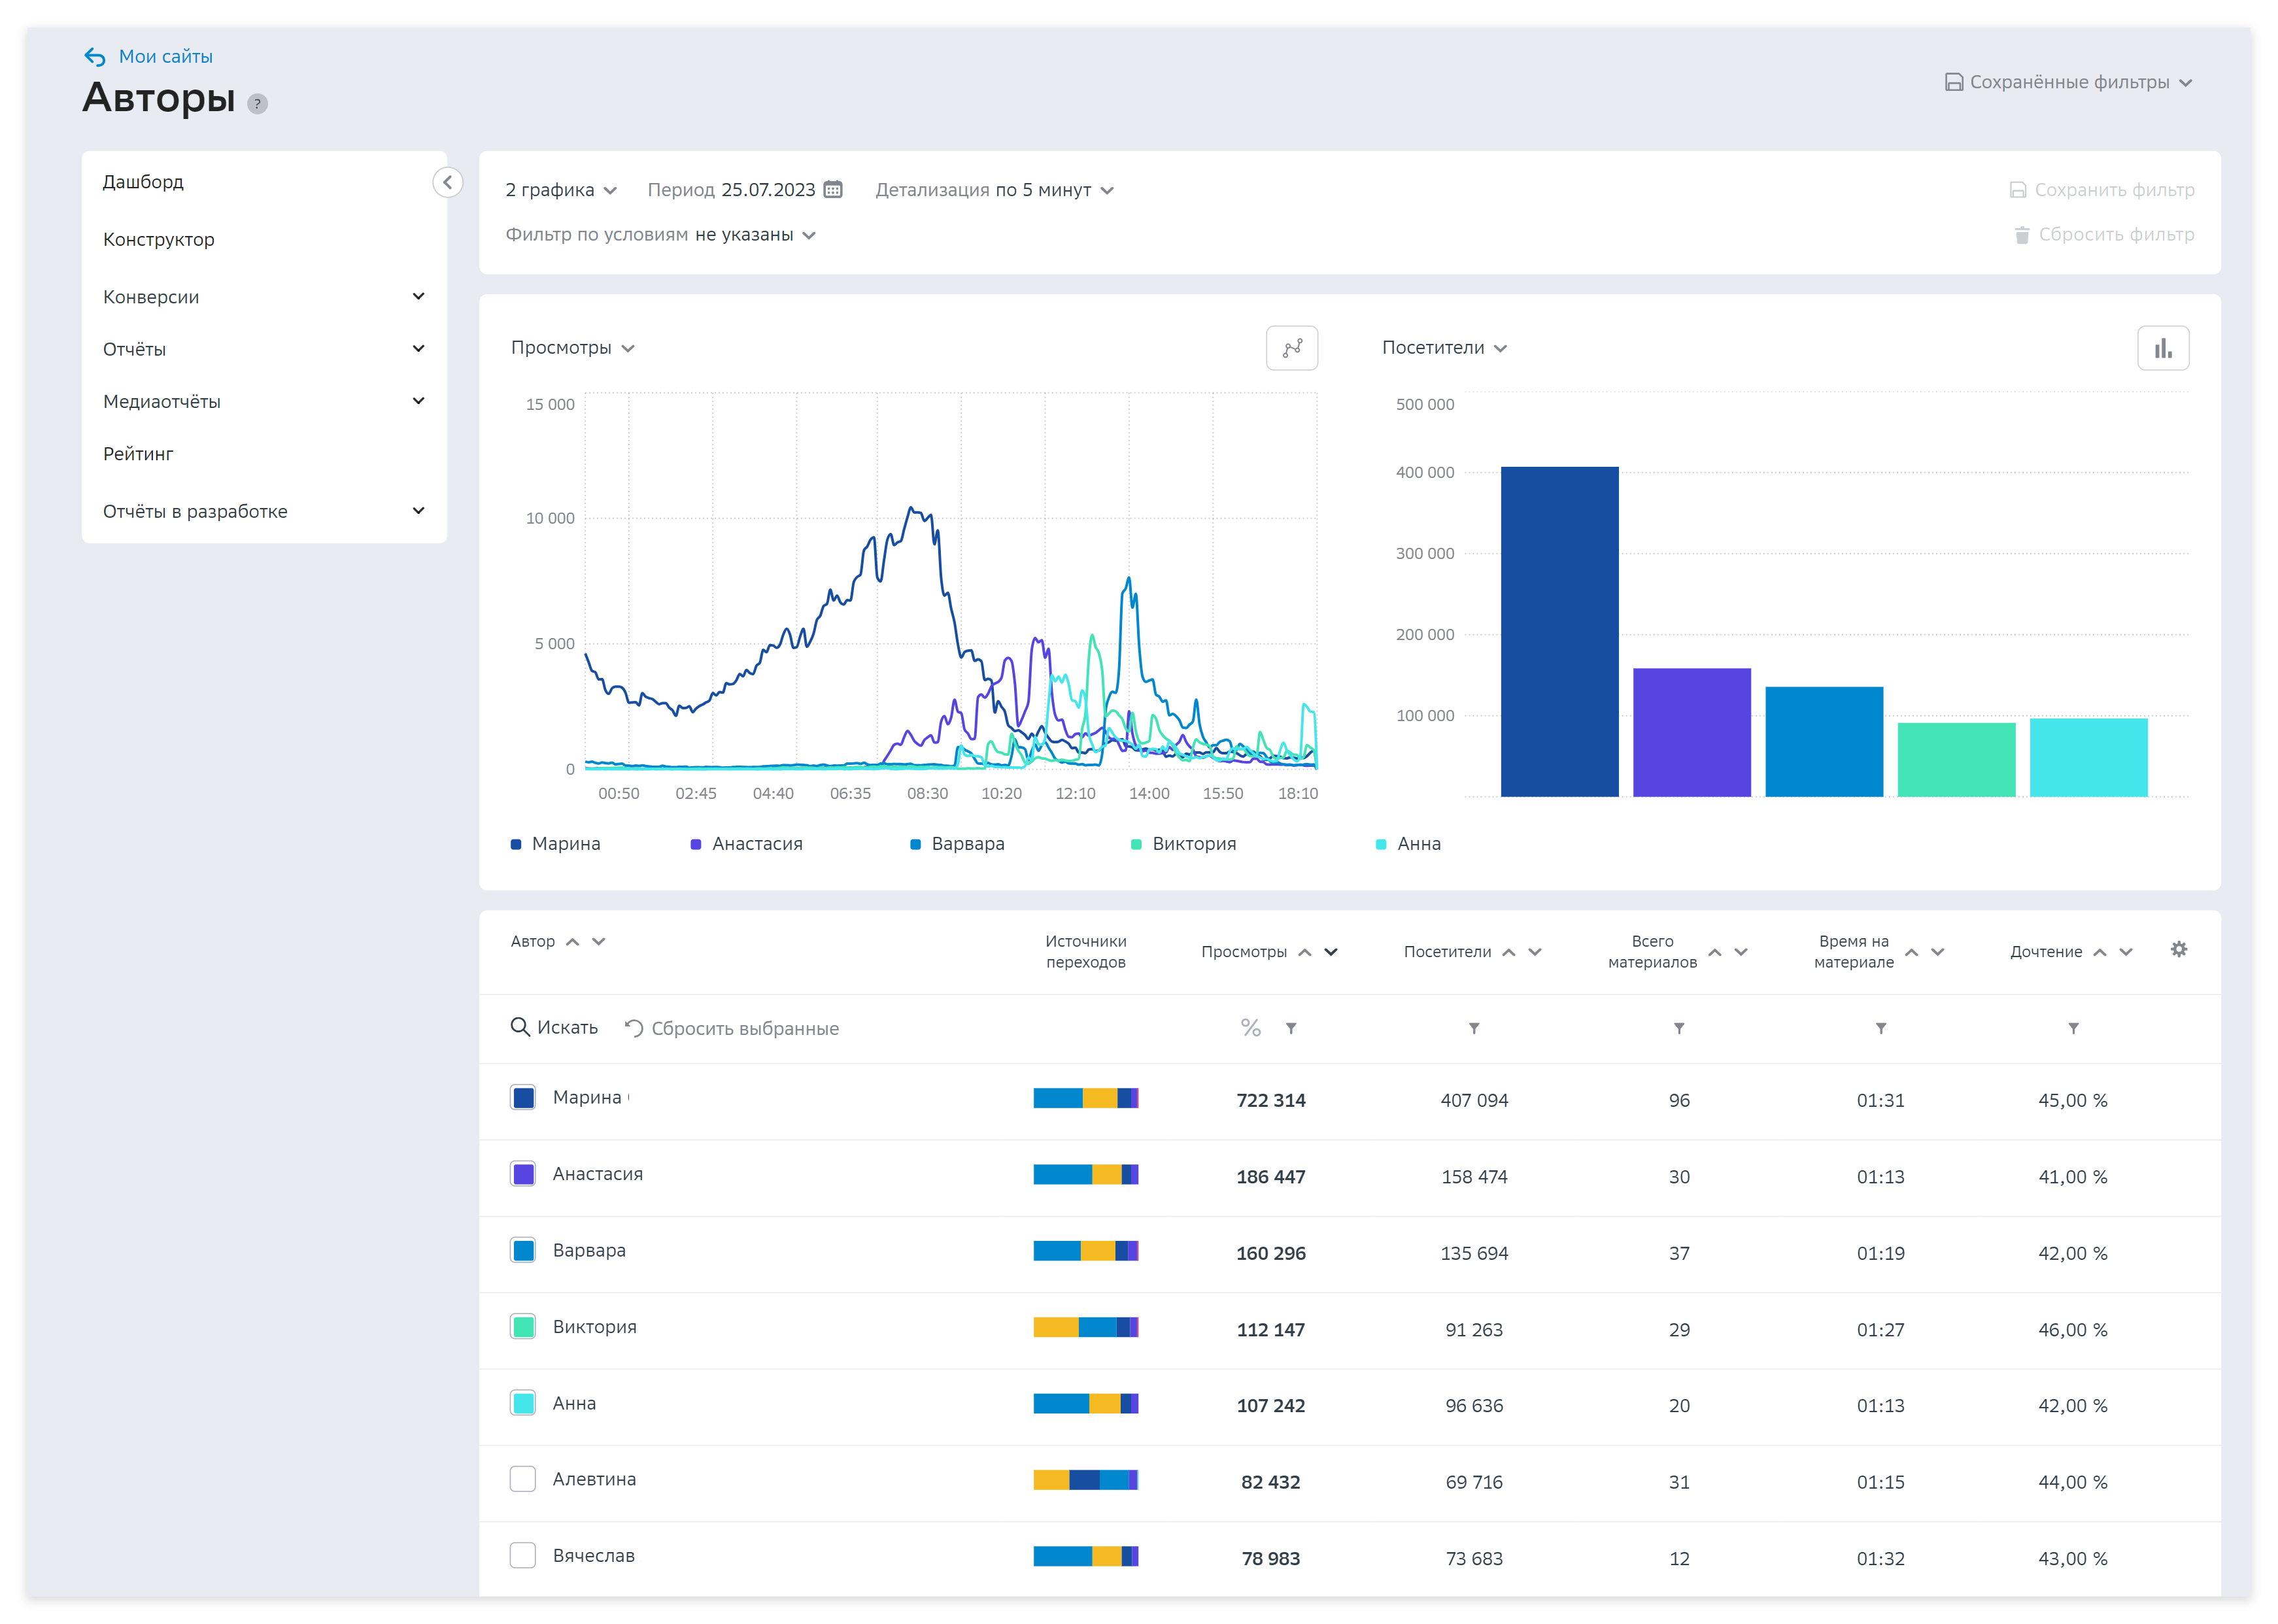 Мои сайты
Авторы ?
Сохранённые фильтры
Дашборд
Конструктор
Конверсии
Отчёты
Медиаотчёты
Рейтинг
Отчёты в разработке
2 графика Период 25.07.2023 Детализация по 5 минут
Сохранить фильтр
Фильтр по условиям не указаны
Сбросить фильтр
Просмотры
15 000
10 000
5 000
0
00:50 02:45 04:40 06:35 08:30 10:20 12:10 14:00 15:50 18:10
Посетители
500 000
400 000
300 000
200 000
100 000
Марина Анастасия Варвара Виктория Анна
Автор Источники переходов Просмотры Посетители Всего материалов Время на материале Дочтение
Искать Сбросить выбранные %
Марина 722 314 407 094 96 01:31 45,00 %
Анастасия 186 447 158 474 30 01:13 41,00 %
Варвара 160 296 135 694 37 01:19 42,00 %
Виктория 112 147 91 263 29 01:27 46,00 %
Анна 107 242 96 636 20 01:13 42,00 %
Алевтина 82 432 69 716 31 01:15 44,00 %
Вячеслав 78 983 73 683 12 01:32 43,00 %